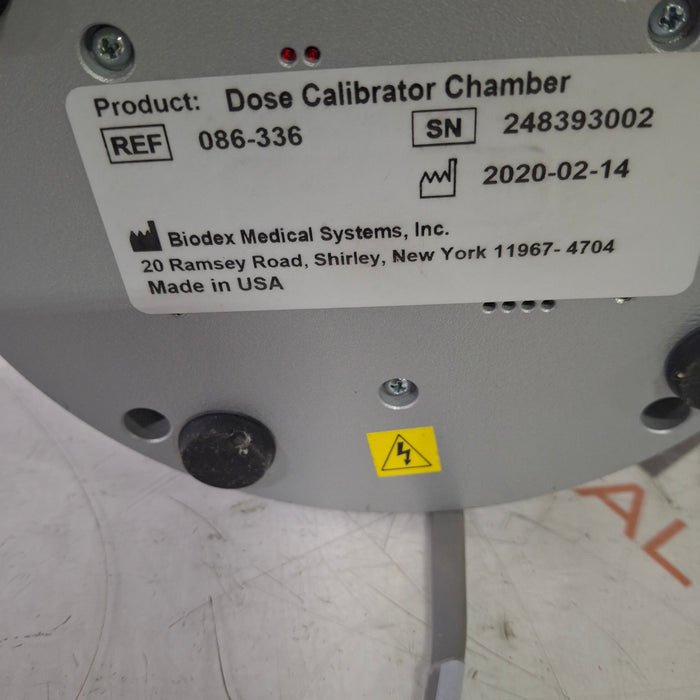 Product: Dose Calibrator Chamber
REF 086-336 SN 248393002
2020-02-14
Biodex Medical Systems, Inc.
20 Ramsey Road, Shirley, New York 11967- 4704
Made in USA
AL